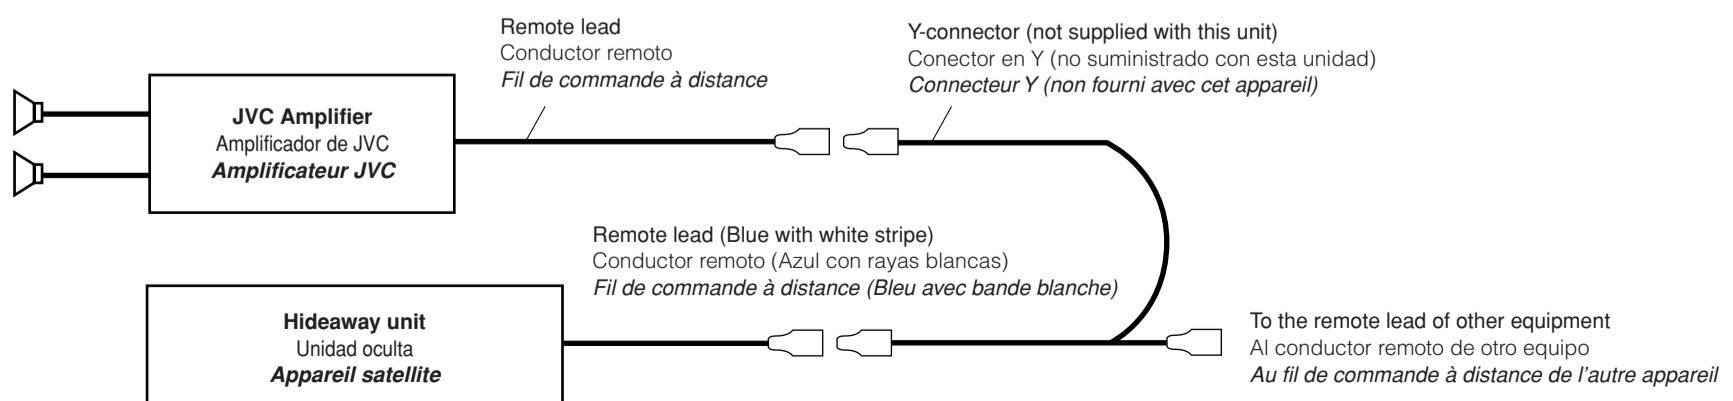 Remote lead
Conductor remoto
Fil de commande à distance
Y-connector (not supplied with this unit)
Conector en Y (no suministrado con esta unidad)
Connecteur Y (non fourni avec cet appareil)
JVC Amplifier
Amplificador de JVC
Amplificateur JVC
Remote lead (Blue with white stripe)
Conductor remoto (Azul con rayas blancas)
Fil de commande à distance (Bleu avec bande blanche)
Hideaway unit
Unidad oculta
Appareil satellite
To the remote lead of other equipment
Al conductor remoto de otro equipo
Au fil de commande à distance de l'autre appareil